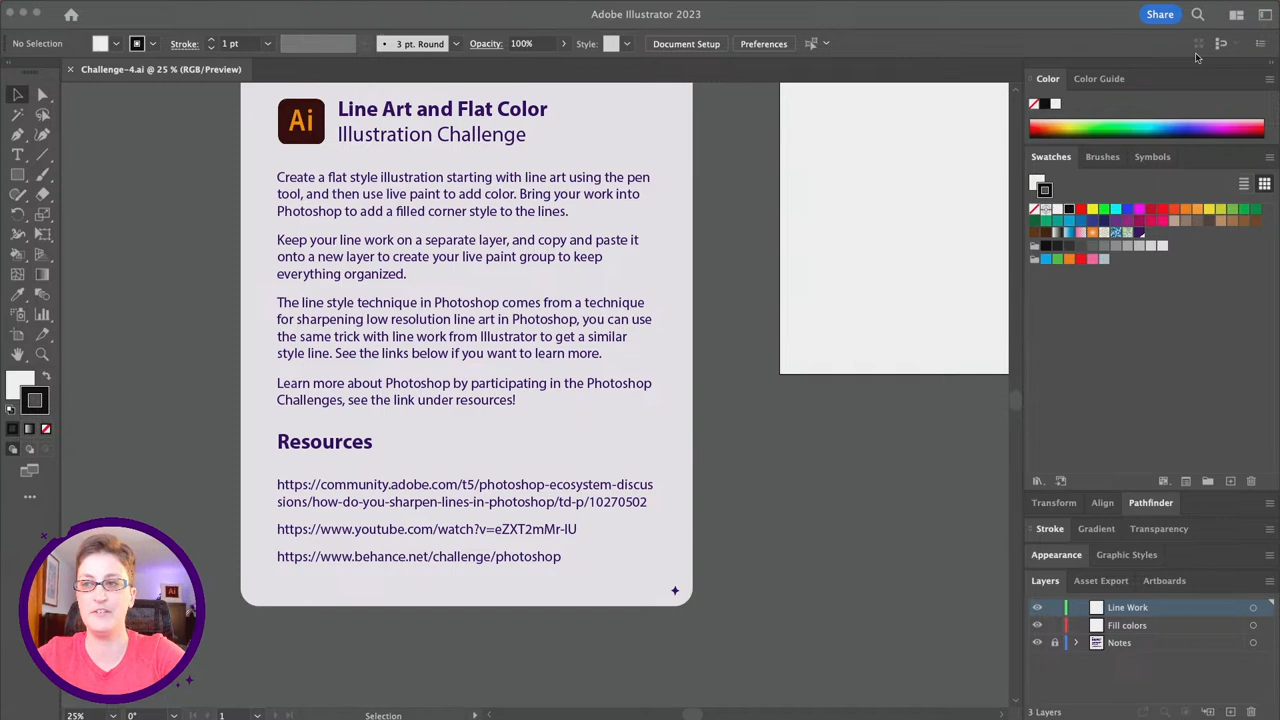 Adobe Illustrator 2023
Share
No Selection
Stroke:
1 pt
3 pt. Round
Opacity:
100%
Style:
Document Setup
Preferences
Challenge-4.ai @ 25 % (RGB/Preview)
Ai
Line Art and Flat Color
Illustration Challenge
Create a flat style illustration starting with line art using the pen
tool, and then use live paint to add color. Bring your work into
Photoshop to add a filled corner style to the lines.
Keep your line work on a separate layer, and copy and paste it
onto a new layer to create your live paint group to keep
everything organized.
The line style technique in Photoshop comes from a technique
for sharpening low resolution line art in Photoshop, you can use
the same trick with line work from Illustrator to get a similar
style line. See the links below if you want to learn more.
Learn more about Photoshop by participating in the Photoshop
Challenges, see the link under resources!
Resources
https://community.adobe.com/t5/photoshop-ecosystem-discus
sions/how-do-you-sharpen-lines-in-photoshop/td-p/10270502
https://www.youtube.com/watch?v=eZXT2mMr-IU
https://www.behance.net/challenge/photoshop
Color
Color Guide
Swatches
Brushes
Symbols
Transform
Align
Pathfinder
Stroke
Gradient
Transparency
Appearance
Graphic Styles
Layers
Asset Export
Artboards
Line Work
Fill colors
Notes
3 Layers
Ai
25%
0°
1
Selection